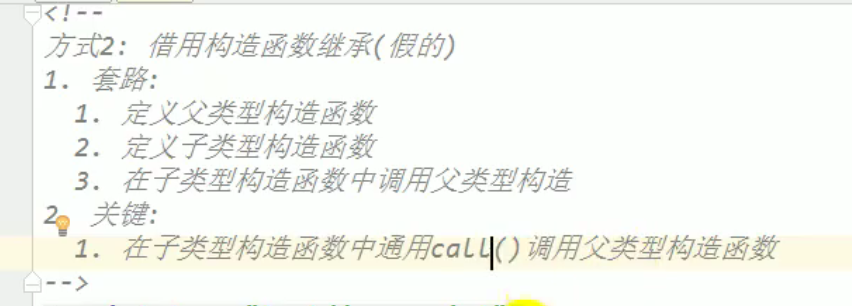 <!--
方式2: 借用构造函数继承(假的)
1. 套路:
1. 定义父类型构造函数
2. 定义子类型构造函数
3. 在子类型构造函数中调用父类型构造
2. 关键:
1. 在子类型构造函数中通用call()调用父类型构造函数
-->